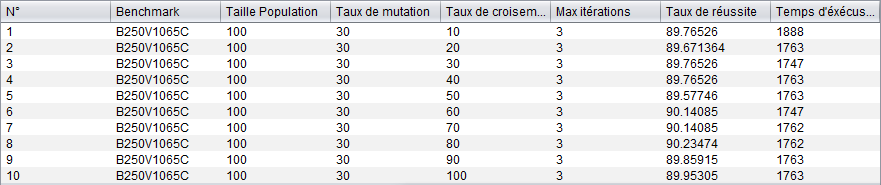 N° Benchmark Taille Population Taux de mutation Taux de croisem... Max itérations Taux de réussite Temps d'éxécus...
1 B250V1065C 100 30 10 3 89.76526 1888
2 B250V1065C 100 30 20 3 89.671364 1763
3 B250V1065C 100 30 30 3 89.76526 1747
4 B250V1065C 100 30 40 3 89.76526 1763
5 B250V1065C 100 30 50 3 89.57746 1763
6 B250V1065C 100 30 60 3 90.14085 1747
7 B250V1065C 100 30 70 3 90.14085 1762
8 B250V1065C 100 30 80 3 90.23474 1762
9 B250V1065C 100 30 90 3 89.85915 1763
10 B250V1065C 100 30 100 3 89.95305 1763